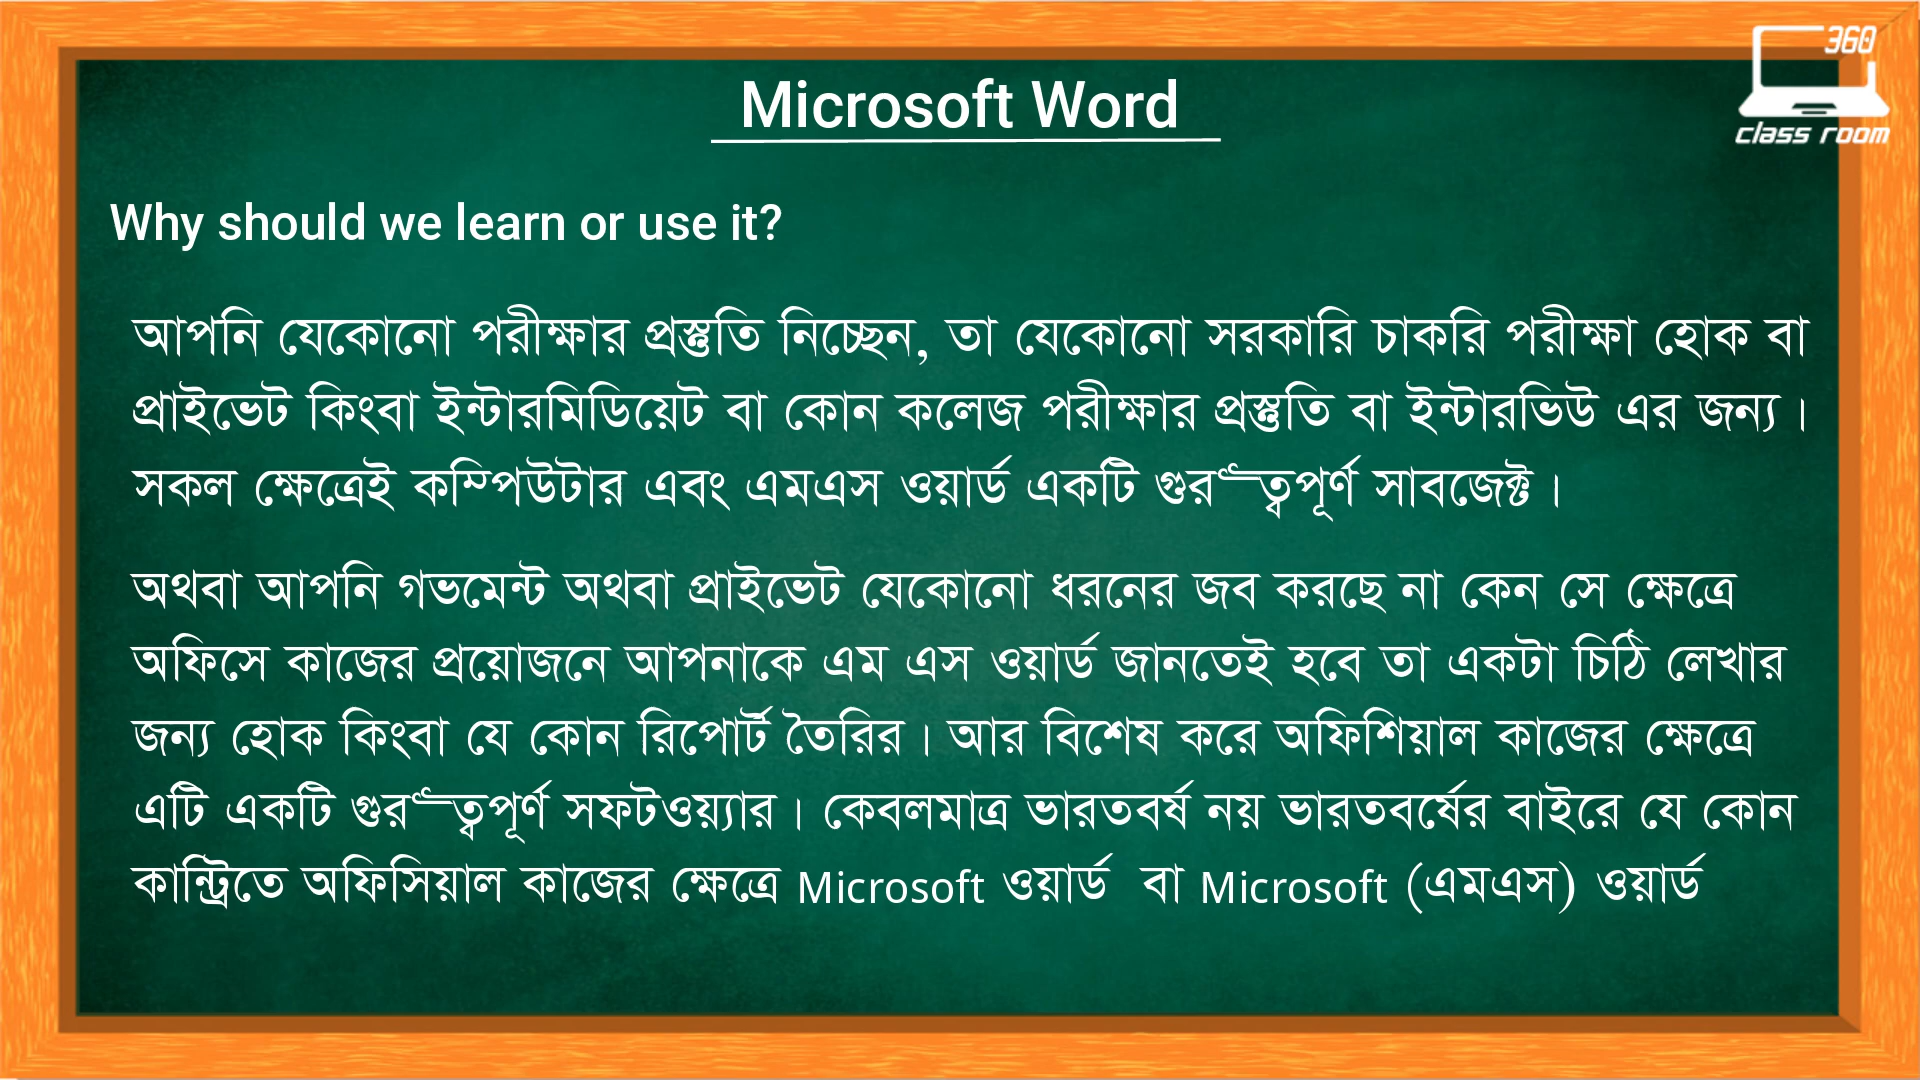 360
class room
Microsoft Word
Why should we learn or use it?
আপনি যেকোনো পরীক্ষার প্রস্তুতি নিচ্ছেন, তা যেকোনো সরকারি চাকরি পরীক্ষা হোক বা
প্রাইভেট কিংবা ইন্টারমিডিয়েট বা কোন কলেজ পরীক্ষার প্রস্তুতি বা ইন্টারভিউ এর জন্য।
সকল ক্ষেত্রেই কম্পিউটার এবং এমএস ওয়ার্ড একটি গুরুত্বপূর্ণ সাবজেক্ট।
অথবা আপনি গভমেন্ট অথবা প্রাইভেট যেকোনো ধরনের জব করছে না কেন সে ক্ষেত্রে
অফিসে কাজের প্রয়োজনে আপনাকে এম এস ওয়ার্ড জানতেই হবে তা একটা চিঠি লেখার
জন্য হোক কিংবা যে কোন রিপোর্ট তৈরির। আর বিশেষ করে অফিশিয়াল কাজের ক্ষেত্রে
এটি একটি গুরুত্বপূর্ণ সফটওয়্যার। কেবলমাত্র ভারতবর্ষ নয় ভারতবর্ষের বাইরে যে কোন
কান্ট্রিতে অফিসিয়াল কাজের ক্ষেত্রে Microsoft ওয়ার্ড বা Microsoft (এমএস) ওয়ার্ড